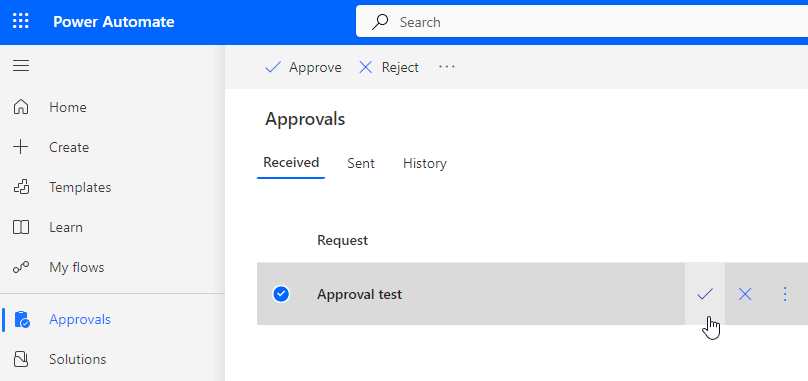 Power Automate
Search
Home
Create
Templates
Learn
My flows
Approvals
Solutions
Approve Reject ...
Approvals
Received Sent History
Request
Approval test